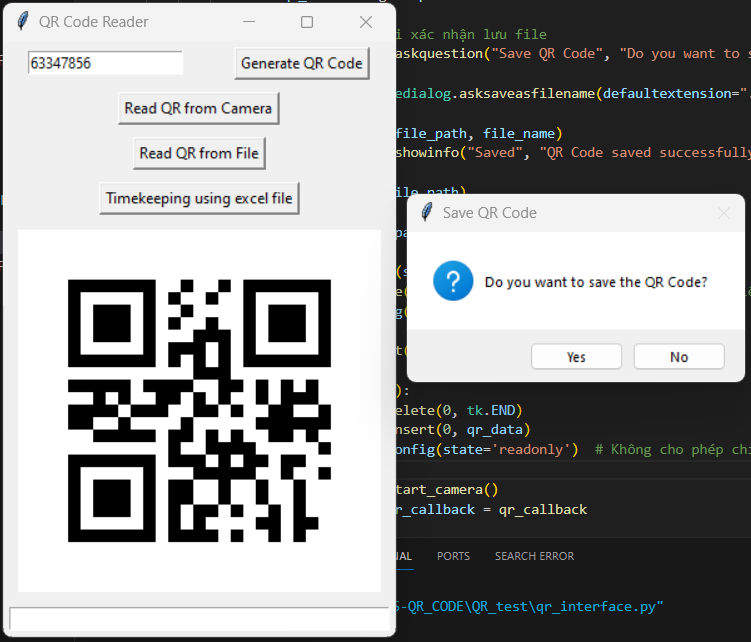 QR Code Reader
63347856
Generate QR Code
Read QR from Camera
Read QR from File
Timekeeping using excel file
i xác nhận lưu file
askquestion("Save QR Code", "Do you want to s
edialog.asksaveasfilename(defaultextension=".
file_path, file_name)
showinfo("Saved", "QR Code saved successfully
ile_path)
Save QR Code
Do you want to save the QR Code?
Yes
No
):
elete(0, tk.END)
nsert(0, qr_data)
onfig(state='readonly') # Không cho phép chỉ
tart_camera()
r_callback = qr_callback
NAL
PORTS
SEARCH ERROR
S-QR_CODE\QR_test\qr_interface.py"